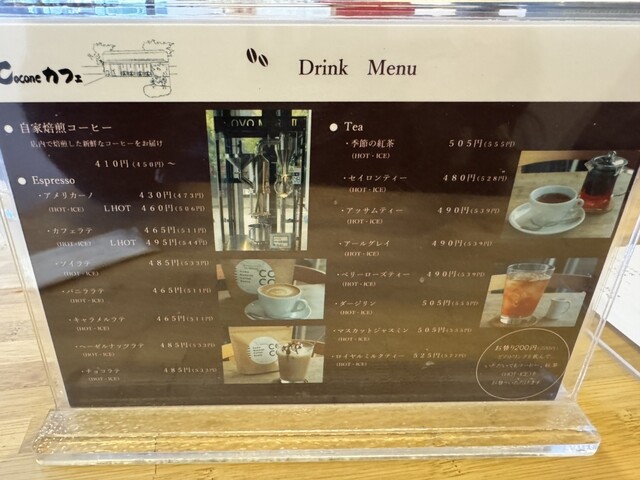 Cocone カフェ
Drink Menu
● 自家焙煎コーヒー
店内で焙煎した新鮮なコーヒーをお届け
410円(450円)〜
● Espresso
・アメリカーノ 430円(473円)
(HOT・ICE) L HOT 460円(506円)
・カフェラテ 465円(511円)
(HOT・ICE) L HOT 495円(544円)
・ソイラテ 485円(533円)
(HOT・ICE)
・バニララテ 465円(511円)
(HOT・ICE)
・キャラメルラテ 465円(511円)
(HOT・ICE)
・ヘーゼルナッツラテ 485円(533円)
(HOT・ICE)
・チョコラテ 485円(533円)
(HOT・ICE)
● Tea
・季節の紅茶 505円(555円)
(HOT・ICE)
・セイロンティー 480円(528円)
(HOT・ICE)
・アッサムティー 490円(539円)
(HOT・ICE)
・アールグレイ 490円(539円)
(HOT・ICE)
・ベリーローズティー 490円(539円)
(HOT・ICE)
・ダージリン 505円(555円)
(HOT・ICE)
・マスカットジャスミン 505円(555円)
(HOT・ICE)
・ロイヤルミルクティー 525円(577円)
(HOT・ICE)
お替り200円
(HOT・ICE)